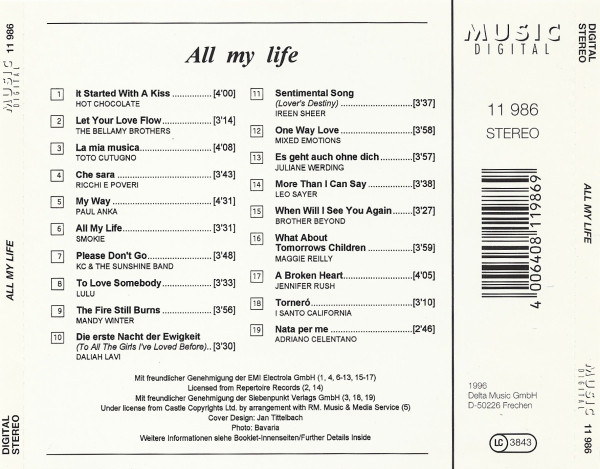 MUSIC
DIGITAL
11 986
ALL MY LIFE
DIGITAL
STEREO
All my life
1 It Started With A Kiss ................. [4'00]
HOT CHOCOLATE
2 Let Your Love Flow ................. [3'14]
THE BELLAMY BROTHERS
3 La mia musica ................. [4'08]
TOTO CUTUGNO
4 Che sara ................. [3'43]
RICCHI E POVERI
5 My Way ................. [4'31]
PAUL ANKA
6 All My Life ................. [3'31]
SMOKIE
7 Please Don't Go ................. [3'48]
KC & THE SUNSHINE BAND
8 To Love Somebody ................. [3'33]
LULU
9 The Fire Still Burns ................. [3'56]
MANDY WINTER
10 Die erste Nacht der Ewigkeit
(To All The Girls I've Loved Before).. [3'30]
DALIAH LAVI
11 Sentimental Song
(Lover's Destiny) ................. [3'37]
IREEN SHEER
12 One Way Love ................. [3'58]
MIXED EMOTIONS
13 Es geht auch ohne dich ................. [3'57]
JULIANE WERDING
14 More Than I Can Say ................. [3'38]
LEO SAYER
15 When Will I See You Again ....... [3'27]
BROTHER BEYOND
16 What About
Tomorrows Children ................. [3'59]
MAGGIE REILLY
17 A Broken Heart ................. [4'05]
JENNIFER RUSH
18 Torneró ................. [3'10]
I SANTO CALIFORNIA
19 Nata per me ................. [2'46]
ADRIANO CELENTANO
Mit freundlicher Genehmigung der EMI Electrola GmbH (1, 4, 6-13, 15-17)
Licensed from Repertoire Records (2, 14)
Mit freundlicher Genehmigung der Siebenpunkt Verlags GmbH (3, 18, 19)
Under license from Castle Copyrights Ltd. by arrangement with RM. Music & Media Service (5)
Cover Design: Jan Tittelbach
Photo: Bavaria
Weitere Informationen siehe Booklet-Innenseiten/Further Details Inside
MUSIC
DIGITAL
11 986
STEREO
4 006408 119869
1996
Delta Music GmbH
D-50226 Frechen
LC 3843
DIGITAL
STEREO
ALL MY LIFE
MUSIC
DIGITAL
11 986